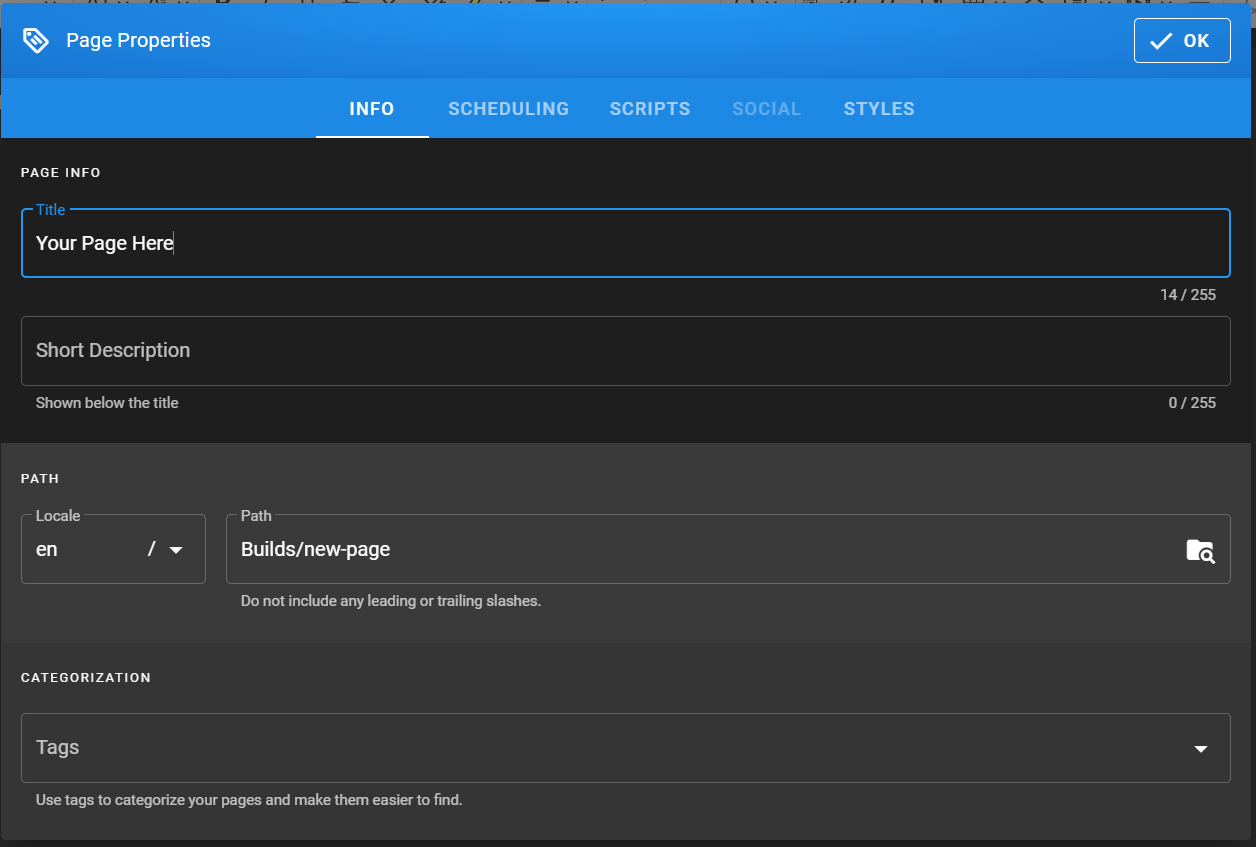 Page Properties
OK
INFO SCHEDULING SCRIPTS SOCIAL STYLES
PAGE INFO
Title
Your Page Here
14 / 255
Short Description
Shown below the title
0 / 255
PATH
Locale
en /
Path
Builds/new-page
Do not include any leading or trailing slashes.
CATEGORIZATION
Tags
Use tags to categorize your pages and make them easier to find.